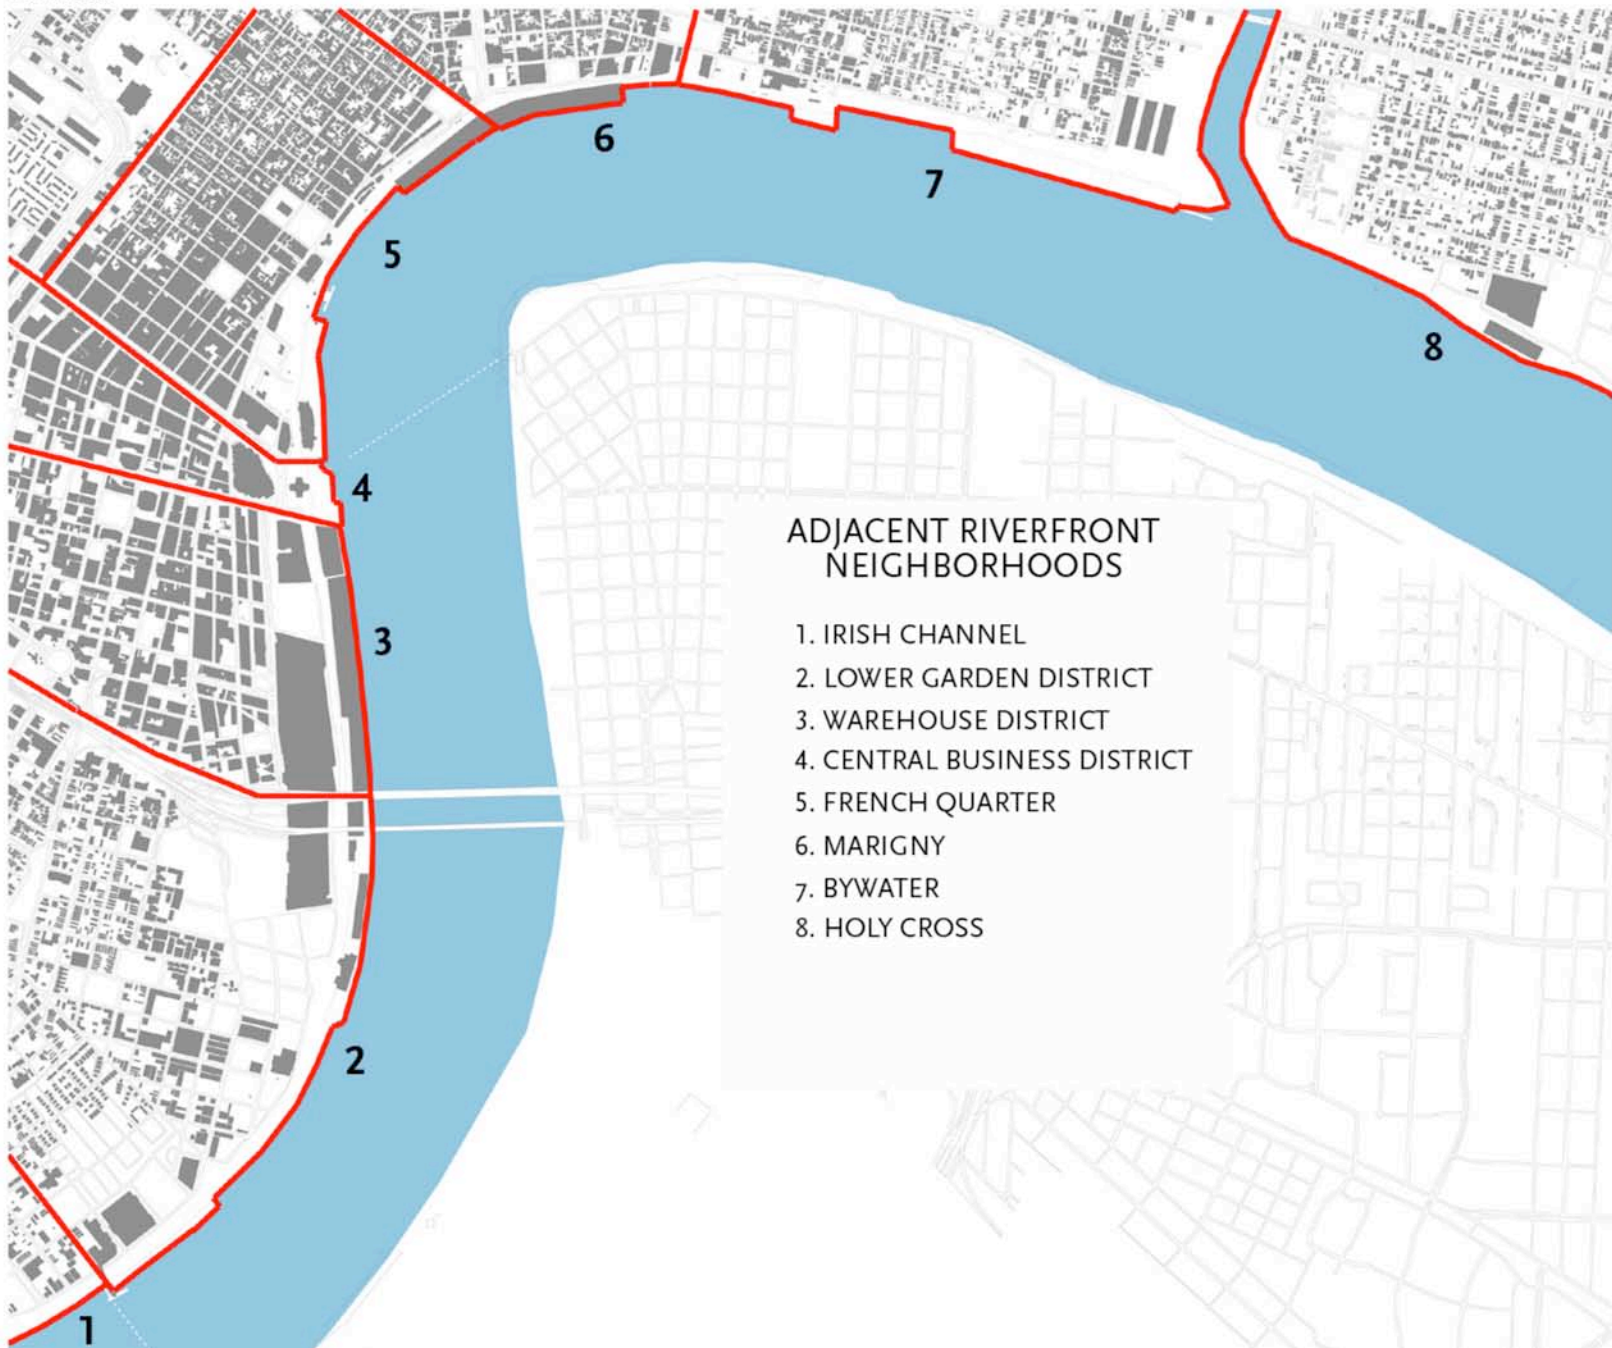 6
7
5
8
4
ADJACENT RIVERFRONT
NEIGHBORHOODS
3
1. IRISH CHANNEL
2. LOWER GARDEN DISTRICT
3. WAREHOUSE DISTRICT
4. CENTRAL BUSINESS DISTRICT
5. FRENCH QUARTER
6. MARIGNY
7. BYWATER
8. HOLY CROSS
2
1